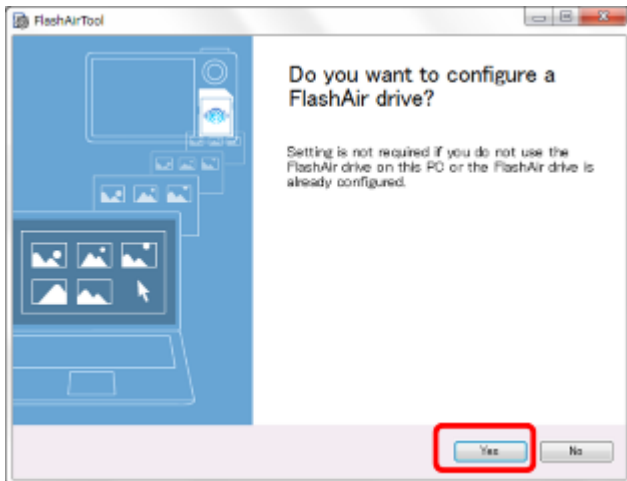 FlashAirTool
Do you want to configure a
FlashAir drive?
Setting is not required if you do not use the
FlashAir drive on this PC or the FlashAir drive is
already configured.
Yes
No